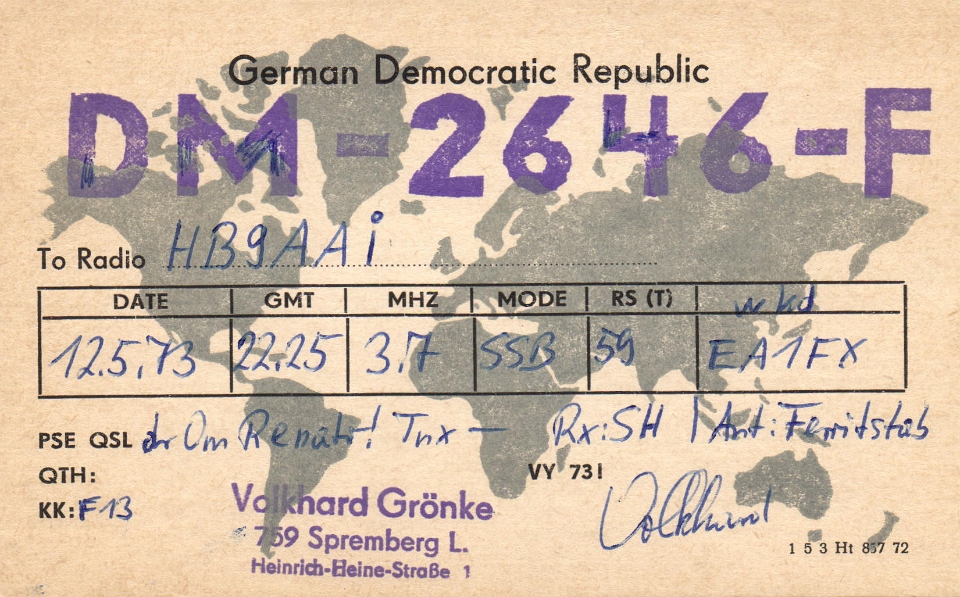 German Democratic Republic
DM-2646-F
To Radio HB9AAi
DATE GMT MHZ MODE RS (T) wkd
12.5.73 22.25 3.7 SSB 59 EA1FX
PSE QSL dr Om Renato! Tnx — Rx: SH / Ant: Ferritstab
QTH: VY 73!
KK: F13
Volkhard Grönke
759 Spremberg L.
Heinrich-Heine-Straße 1
Volkhard
1 5 3 Ht 857 72